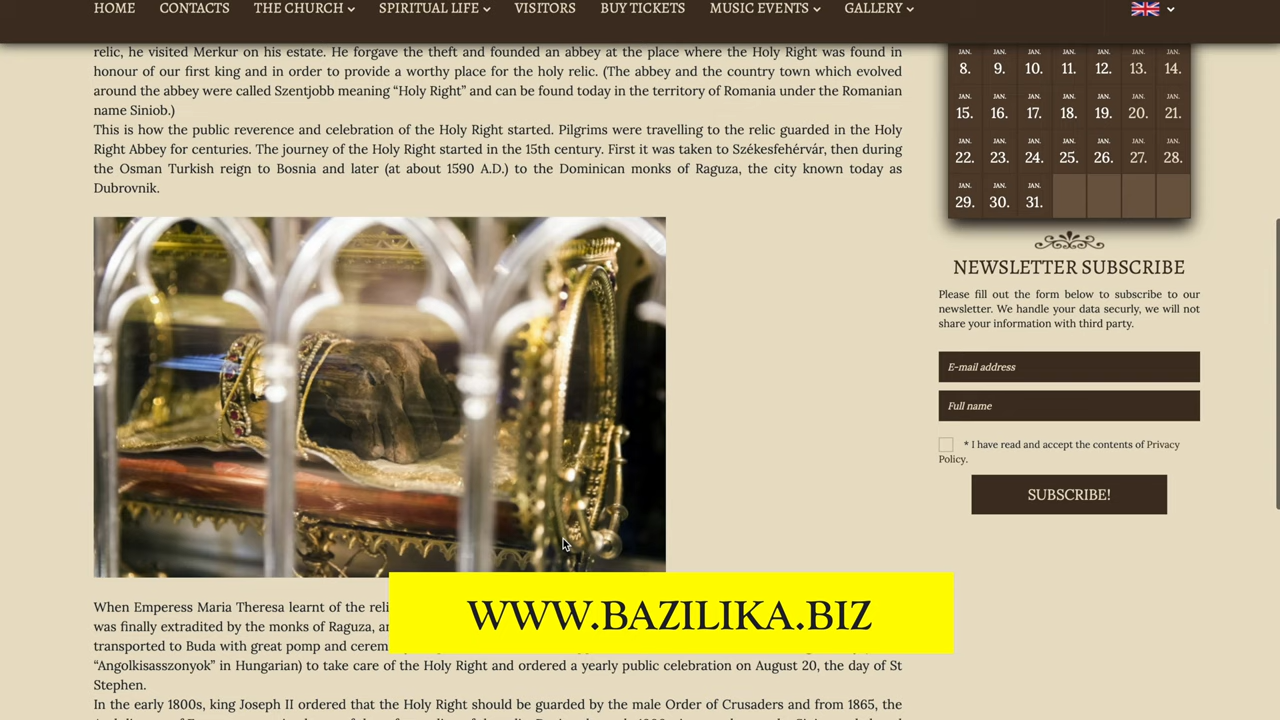 HOME CONTACTS THE CHURCH SPIRITUAL LIFE VISITORS BUY TICKETS MUSIC EVENTS GALLERY
relic, he visited Merkur on his estate. He forgave the theft and founded an abbey at the place where the Holy Right was found in
honour of our first king and in order to provide a worthy place for the holy relic. (The abbey and the country town which evolved
around the abbey were called Szentjobb meaning “Holy Right” and can be found today in the territory of Romania under the Romanian
name Siniob.)
This is how the public reverence and celebration of the Holy Right started. Pilgrims were travelling to the relic guarded in the Holy
Right Abbey for centuries. The journey of the Holy Right started in the 15th century. First it was taken to Székesfehérvár, then during
the Osman Turkish reign to Bosnia and later (at about 1590 A.D.) to the Dominican monks of Raguza, the city known today as
Dubrovnik.
When Emperess Maria Theresa learnt of the
was finally extradited by the monks of Raguza,
transported to Buda with great pomp and
“Angolkisasszonyok” in Hungarian) to take care of the Holy Right and ordered a yearly public celebration on August 20, the day of St
Stephen.
In the early 1800s, king Joseph II ordered that the Holy Right should be guarded by the male Order of Crusaders and from 1865, the
WWW.BAZILIKA.BIZ
JAN. JAN. JAN. JAN. JAN. JAN. JAN.
8. 9. 10. 11. 12. 13. 14.
JAN. JAN. JAN. JAN. JAN. JAN. JAN.
15. 16. 17. 18. 19. 20. 21.
JAN. JAN. JAN. JAN. JAN. JAN. JAN.
22. 23. 24. 25. 26. 27. 28.
JAN. JAN. JAN.
29. 30. 31.
NEWSLETTER SUBSCRIBE
Please fill out the form below to subscribe to our
newsletter. We handle your data securly, we will not
share your information with third party.
E-mail address
Full name
* I have read and accept the contents of Privacy
Policy.
SUBSCRIBE!